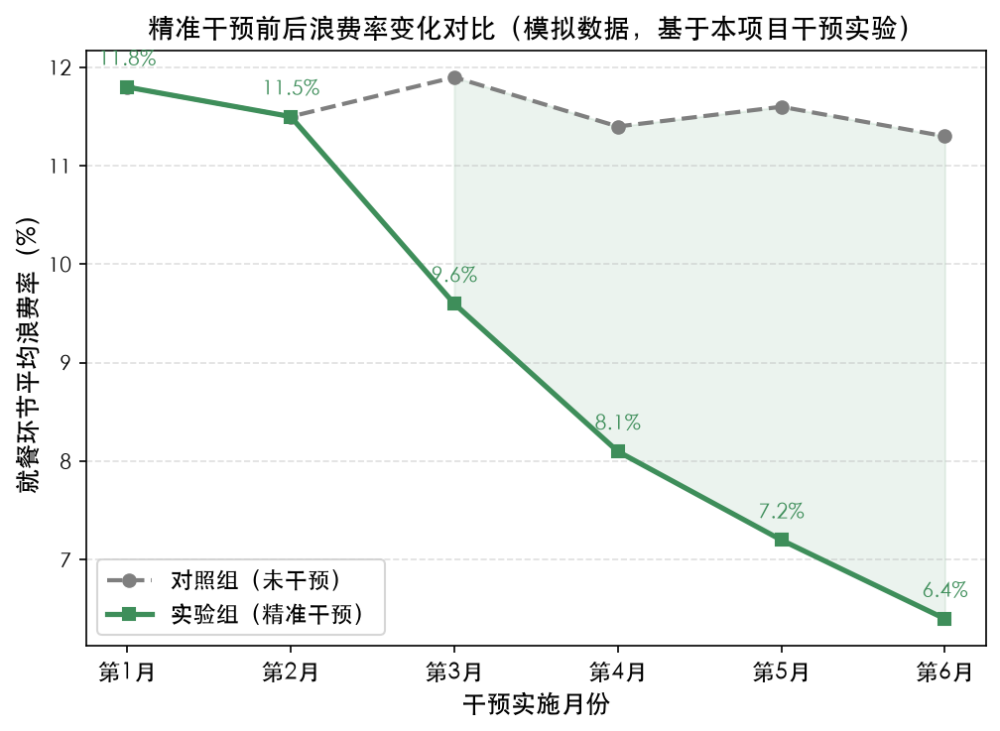 精准干预前后浪费率变化对比（模拟数据，基于本项目干预实验）
就餐环节平均浪费率（%）
12
11
10
9
8
7
11.8%
11.5%
9.6%
8.1%
7.2%
6.4%
对照组（未干预）
实验组（精准干预）
第1月
第2月
第3月
第4月
第5月
第6月
干预实施月份